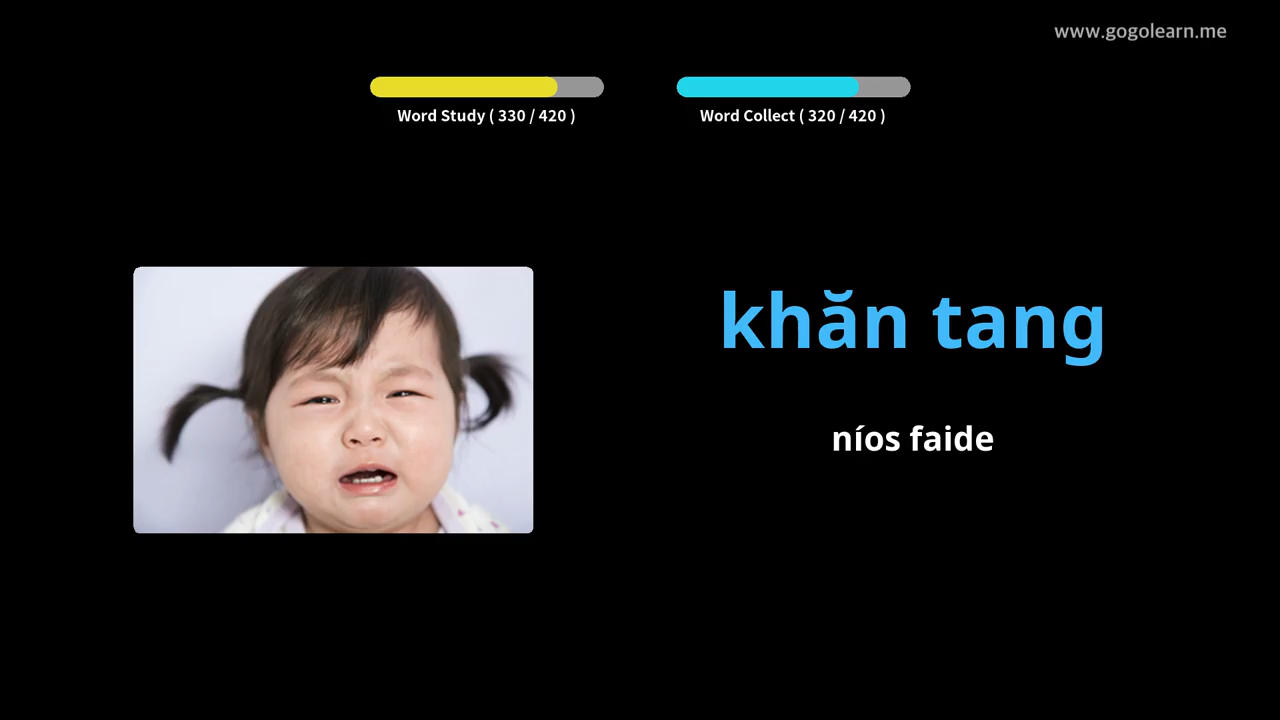 www.gogolearn.me
Word Study ( 330 / 420 )
Word Collect ( 320 / 420 )
khăn tang
níos faide